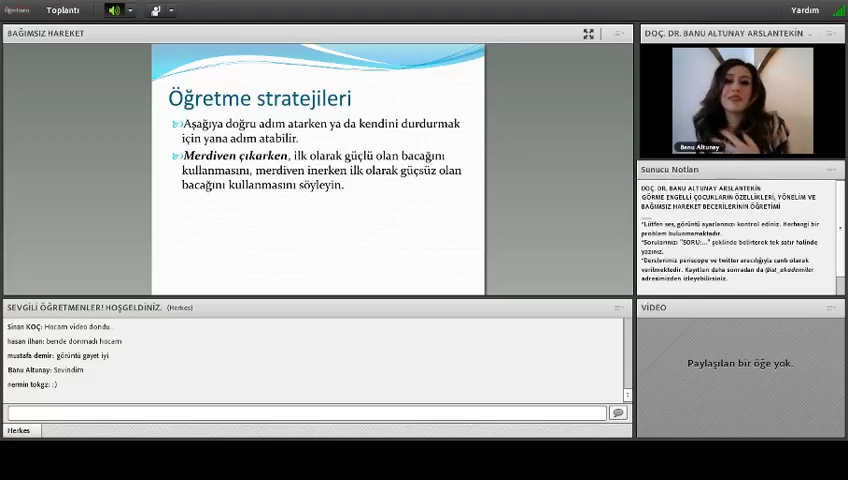 Öğretmen
Toplantı
Yardım
BAĞIMSIZ HAREKET
Öğretme stratejileri
Aşağıya doğru adım atarken ya da kendini durdurmak
için yana adım atabilir.
Merdiven çıkarken, ilk olarak güçlü olan bacağını
kullanmasını, merdiven inerken ilk olarak güçsüz olan
bacağını kullanmasını söyleyin.
DOÇ. DR. BANU ALTUNAY ARSLANTEKİN ..
Banu Altunay
Sunucu Notları
DOÇ. DR. BANU ALTUNAY ARSLANTEKİN
GÖRME ENGELLİ ÇOCUKLARIN ÖZELLİKLERİ, YÖNELİM VE
BAĞIMSIZ HAREKET BECERİLERİNİN ÖĞRETİMİ
*Lütfen ses, görüntü ayarlarınızı kontrol ediniz. Herhangi bir
problem bulunmamaktadır.
*Sorularınızı "SORU:..." şeklinde belirterek tek satır halinde
yazınız.
*Derslerimiz periscope ve twitter aracılığıyla canlı olarak
verilmektedir. Kayıtları daha sonradan da @ist_akademiler
adresimizden izleyebilirsiniz.
SEVGİLİ ÖĞRETMENLER! HOŞGELDİNİZ. (Herkes)
Sinan KOÇ: Hocam video dondu..
hasan ilhan: bende donmadı hocam
mustafa demir: görüntü gayet iyi
Banu Altunay: Sevindim
nermin tokgz: :)
Herkes
VİDEO
Paylaşılan bir öğe yok.